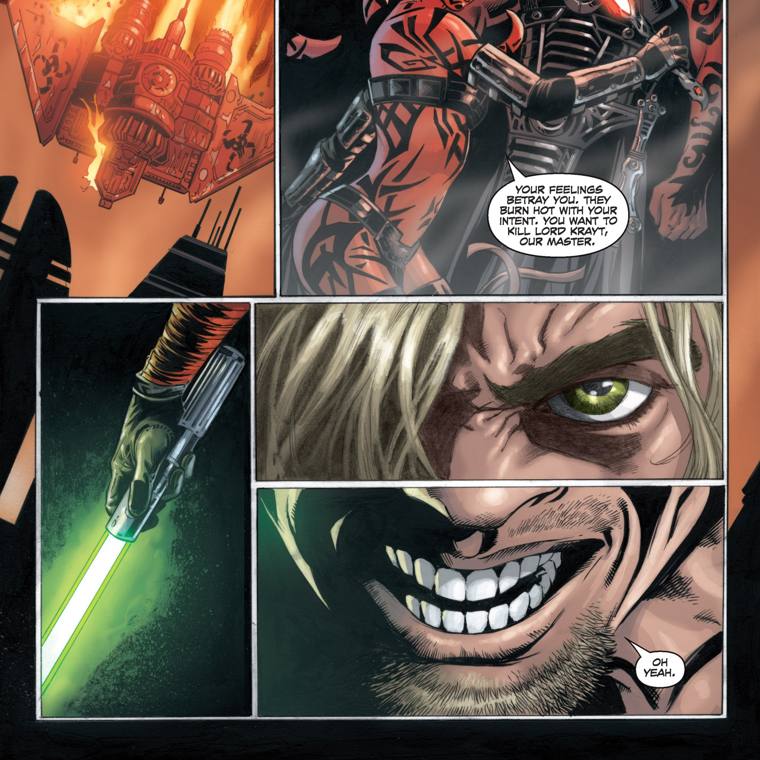 YOUR FEELINGS
BETRAY YOU. THEY
BURN HOT WITH YOUR
INTENT. YOU WANT TO
KILL LORD KRAYT,
OUR MASTER.
OH
YEAH.